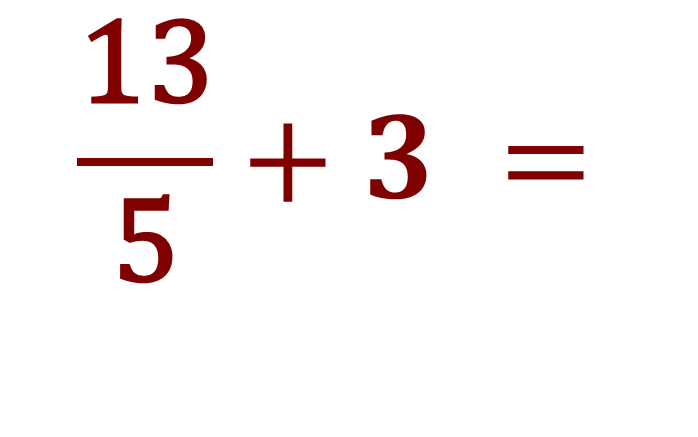 13/5 + 3 =